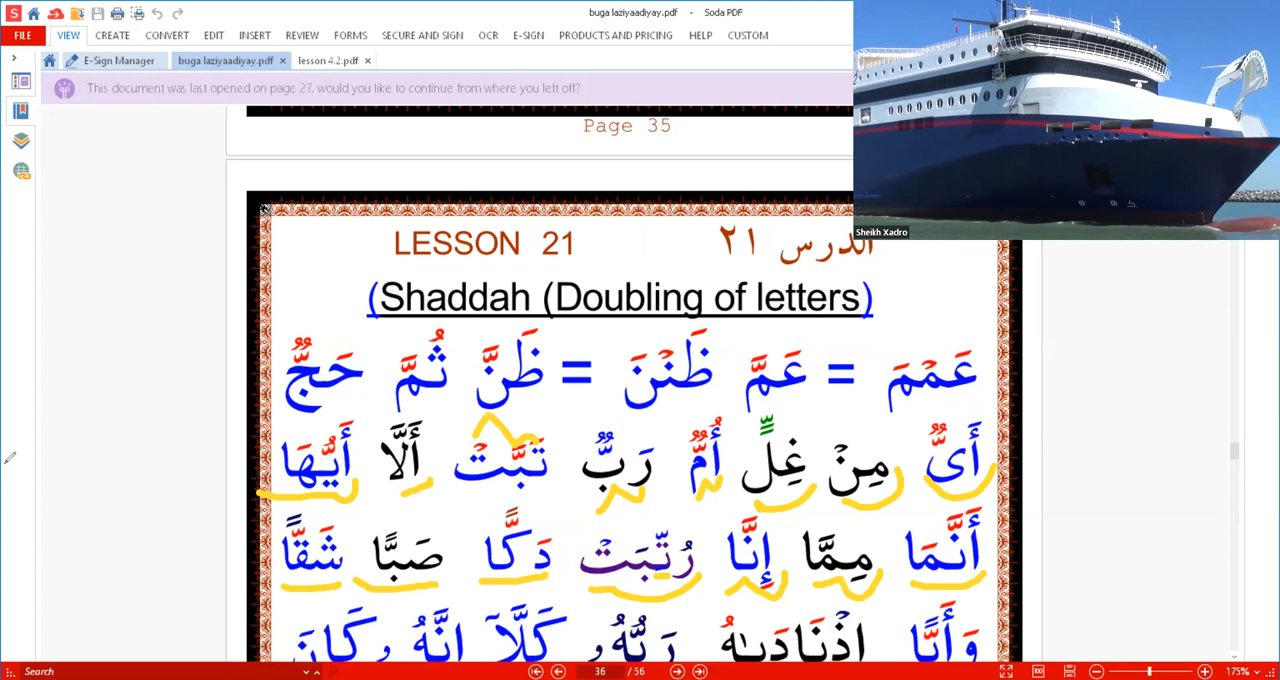 buga laziyaadiyay.pdf - Soda PDF
FILE VIEW CREATE CONVERT EDIT INSERT REVIEW FORMS SECURE AND SIGN OCR E-SIGN PRODUCTS AND PRICING HELP CUSTOM
E-Sign Manager buga laziyaadiyay.pdf × lesson 4.2.pdf ×
This document was last opened on page 27, would you like to continue from where you left off?
Page 35
Sheikh Xadro
LESSON 21 الدرس ٢١
(Shaddah (Doubling of letters)
عَمْمَ = عَمَّ ظَنْنَ = ظَنَّ ثُمَّ حَجٌّ
أَىٌّ مِنْ غِلٍّ أُمٌّ رَبٌّ تَبَّتْ أَلَّا أَيُّهَا
أَنَّمَا مِمَّا إِنَّا رُتِّبَتْ دَكًّا صَبًّا شَقًّا
وَأَنَّا إِذْنَادَىٰهُ رَبُّهُۥ كَلَّآ إِنَّهُۥ كَانَ
Search 36 / 56 175%